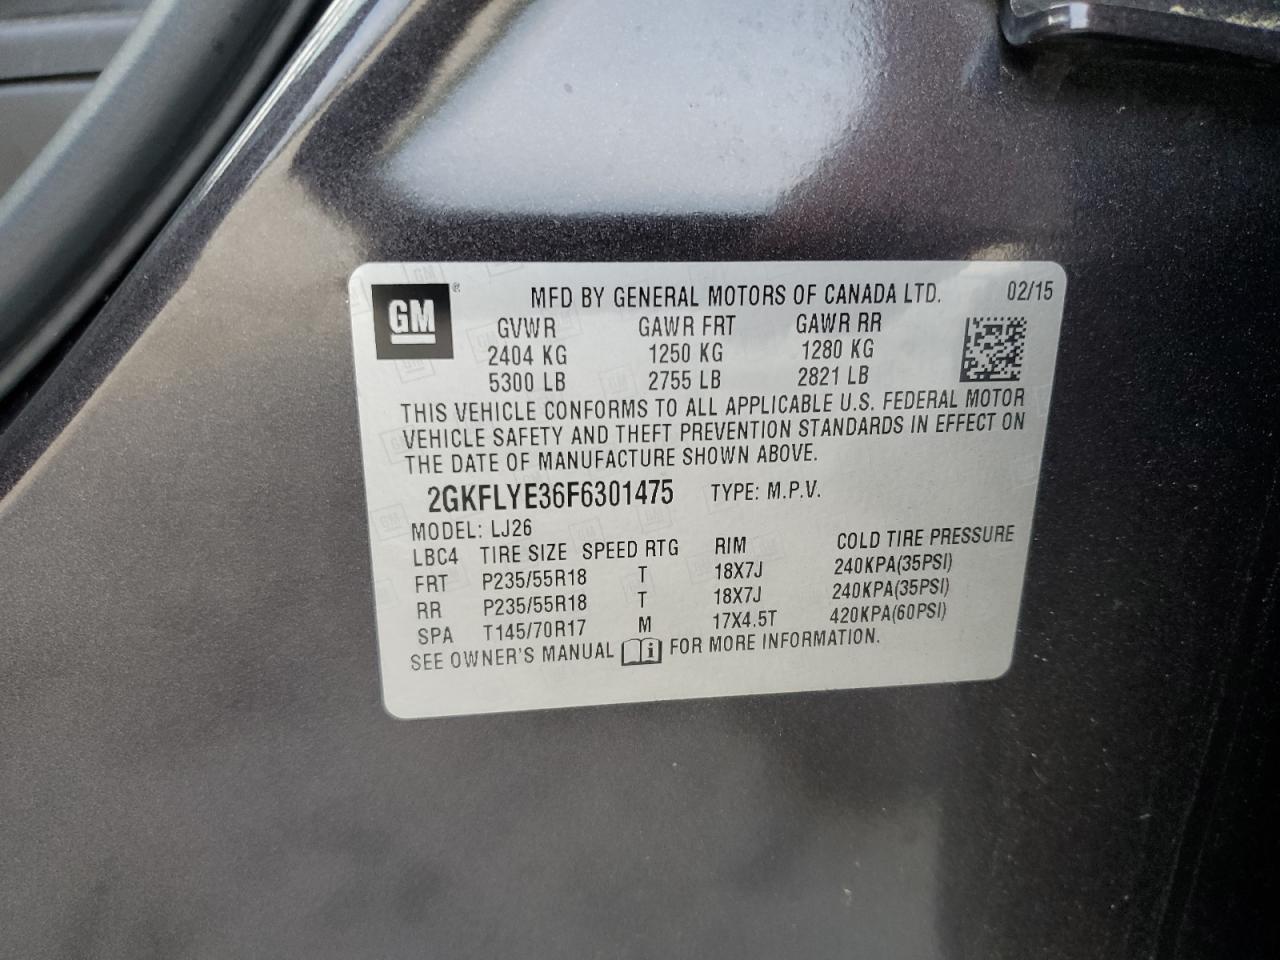 GM ®
MFD BY GENERAL MOTORS OF CANADA LTD. 02/15
GVWR GAWR FRT GAWR RR
2404 KG 1250 KG 1280 KG
5300 LB 2755 LB 2821 LB
THIS VEHICLE CONFORMS TO ALL APPLICABLE U.S. FEDERAL MOTOR
VEHICLE SAFETY AND THEFT PREVENTION STANDARDS IN EFFECT ON
THE DATE OF MANUFACTURE SHOWN ABOVE.
2GKFLYE36F6301475 TYPE: M.P.V.
MODEL: LJ26
LBC4 TIRE SIZE SPEED RTG RIM COLD TIRE PRESSURE
FRT P235/55R18 T 18X7J 240KPA(35PSI)
RR P235/55R18 T 18X7J 240KPA(35PSI)
SPA T145/70R17 M 17X4.5T 420KPA(60PSI)
SEE OWNER'S MANUAL i FOR MORE INFORMATION.